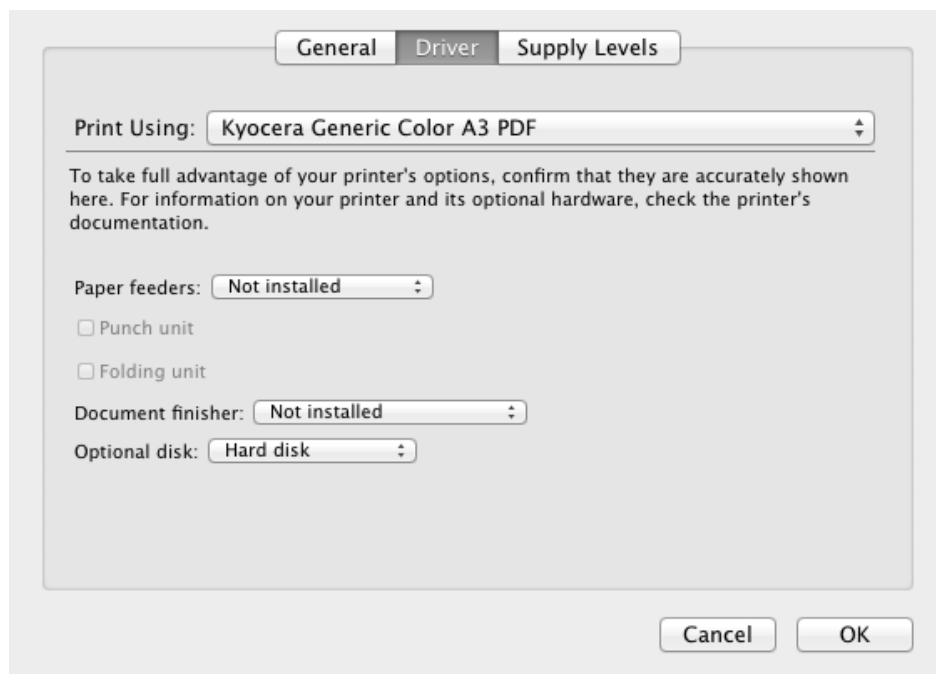 General Driver Supply Levels
Print Using: Kyocera Generic Color A3 PDF
To take full advantage of your printer's options, confirm that they are accurately shown
here. For information on your printer and its optional hardware, check the printer's
documentation.
Paper feeders: Not installed
Punch unit
Folding unit
Document finisher: Not installed
Optional disk: Hard disk
Cancel OK